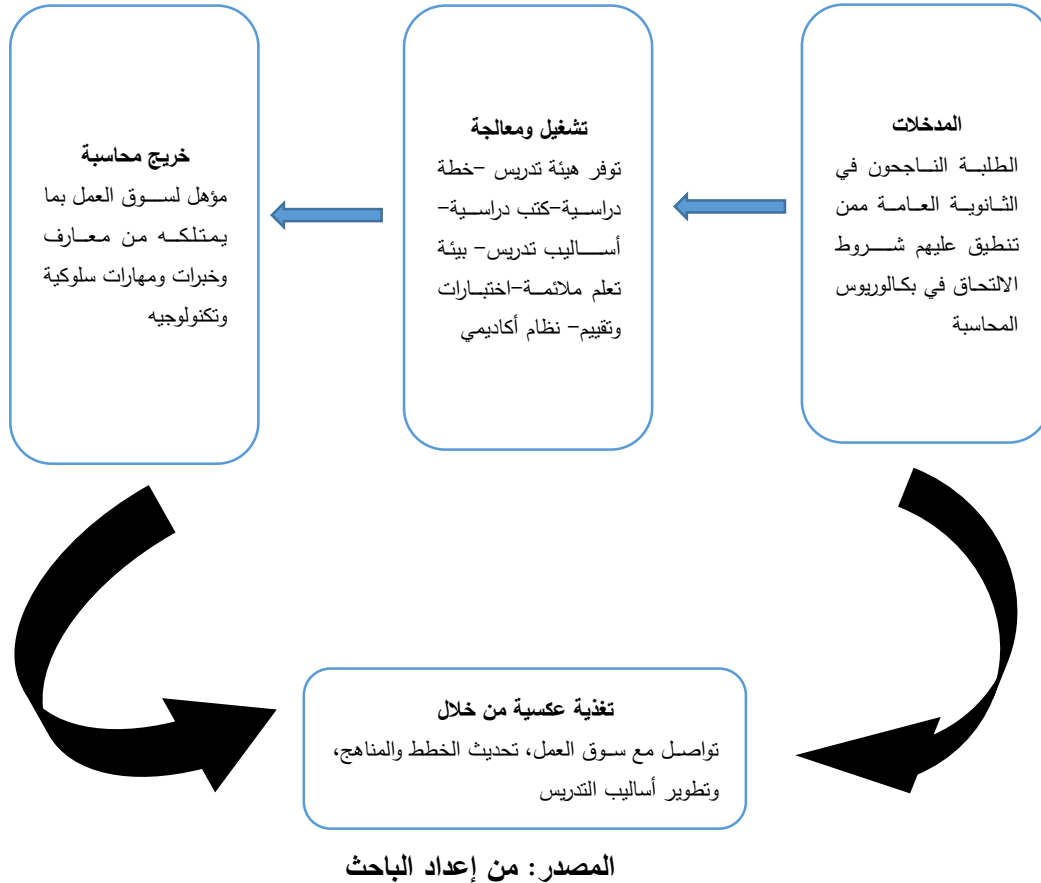 المدخلات
الطلبة الناجحون في
الثانوية العامة ممن
تنطيق عليهم شروط
الالتحاق في بكالوريوس
المحاسبة
تشغيل ومعالجة
توفر هيئة تدريس –خطة
دراسية–كتب دراسية–
أساليب تدريس– بيئة
تعلم ملائمة–اختبارات
وتقييم– نظام أكاديمي
خريج محاسبة
مؤهل لسوق العمل بما
يمتلكه من معارف
وخبرات ومهارات سلوكية
وتكنولوجيه
تغذية عكسية من خلال
تواصل مع سوق العمل، تحديث الخطط والمناهج،
وتطوير أساليب التدريس
المصدر: من إعداد الباحث